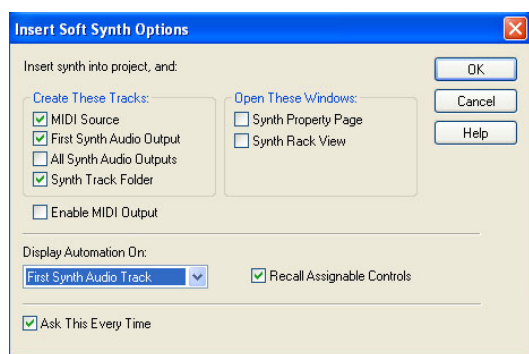 Insert Soft Synth Options
Insert synth into project, and:
OK
Create These Tracks:
Open These Windows:
Cancel
MIDI Source
Synth Property Page
First Synth Audio Output
Synth Rack View
Help
All Synth Audio Outputs
Synth Track Folder
Enable MIDI Output
Display Automation On:
First Synth Audio Track
Recall Assignable Controls
Ask This Every Time